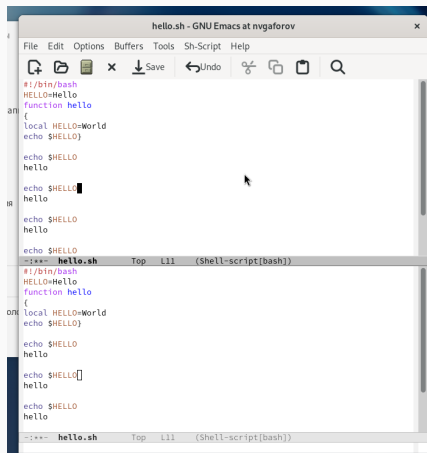 hello.sh - GNU Emacs at nvgaforov
File Edit Options Buffers Tools Sh-Script Help
Save Undo
#!/bin/bash
HELLO=Hello
function hello
{
local HELLO=World
echo $HELLO}
echo $HELLO
hello
echo $HELLO
hello
echo $HELLO
hello
echo $HELLO
-:**- hello.sh Top L11 (Shell-script[bash])
#!/bin/bash
HELLO=Hello
function hello
{
local HELLO=World
echo $HELLO}
echo $HELLO
hello
echo $HELLO
hello
echo $HELLO
hello
-:**- hello.sh Top L11 (Shell-script[bash])